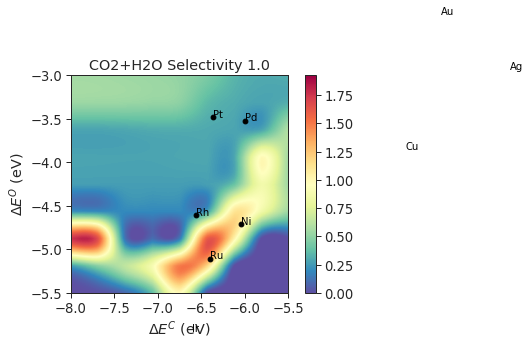 Au
CO2+H2O Selectivity 1.0
Ag
−3.0
−3.5
−4.0
−4.5
−5.0
−5.5
ΔE^O (eV)
Pt
Pd
Cu
Rh
Ni
Ru
1.75
1.50
1.25
1.00
0.75
0.50
0.25
0.00
−8.0 −7.5 −7.0 −6.5 −6.0 −5.5
ΔE^C (eV)